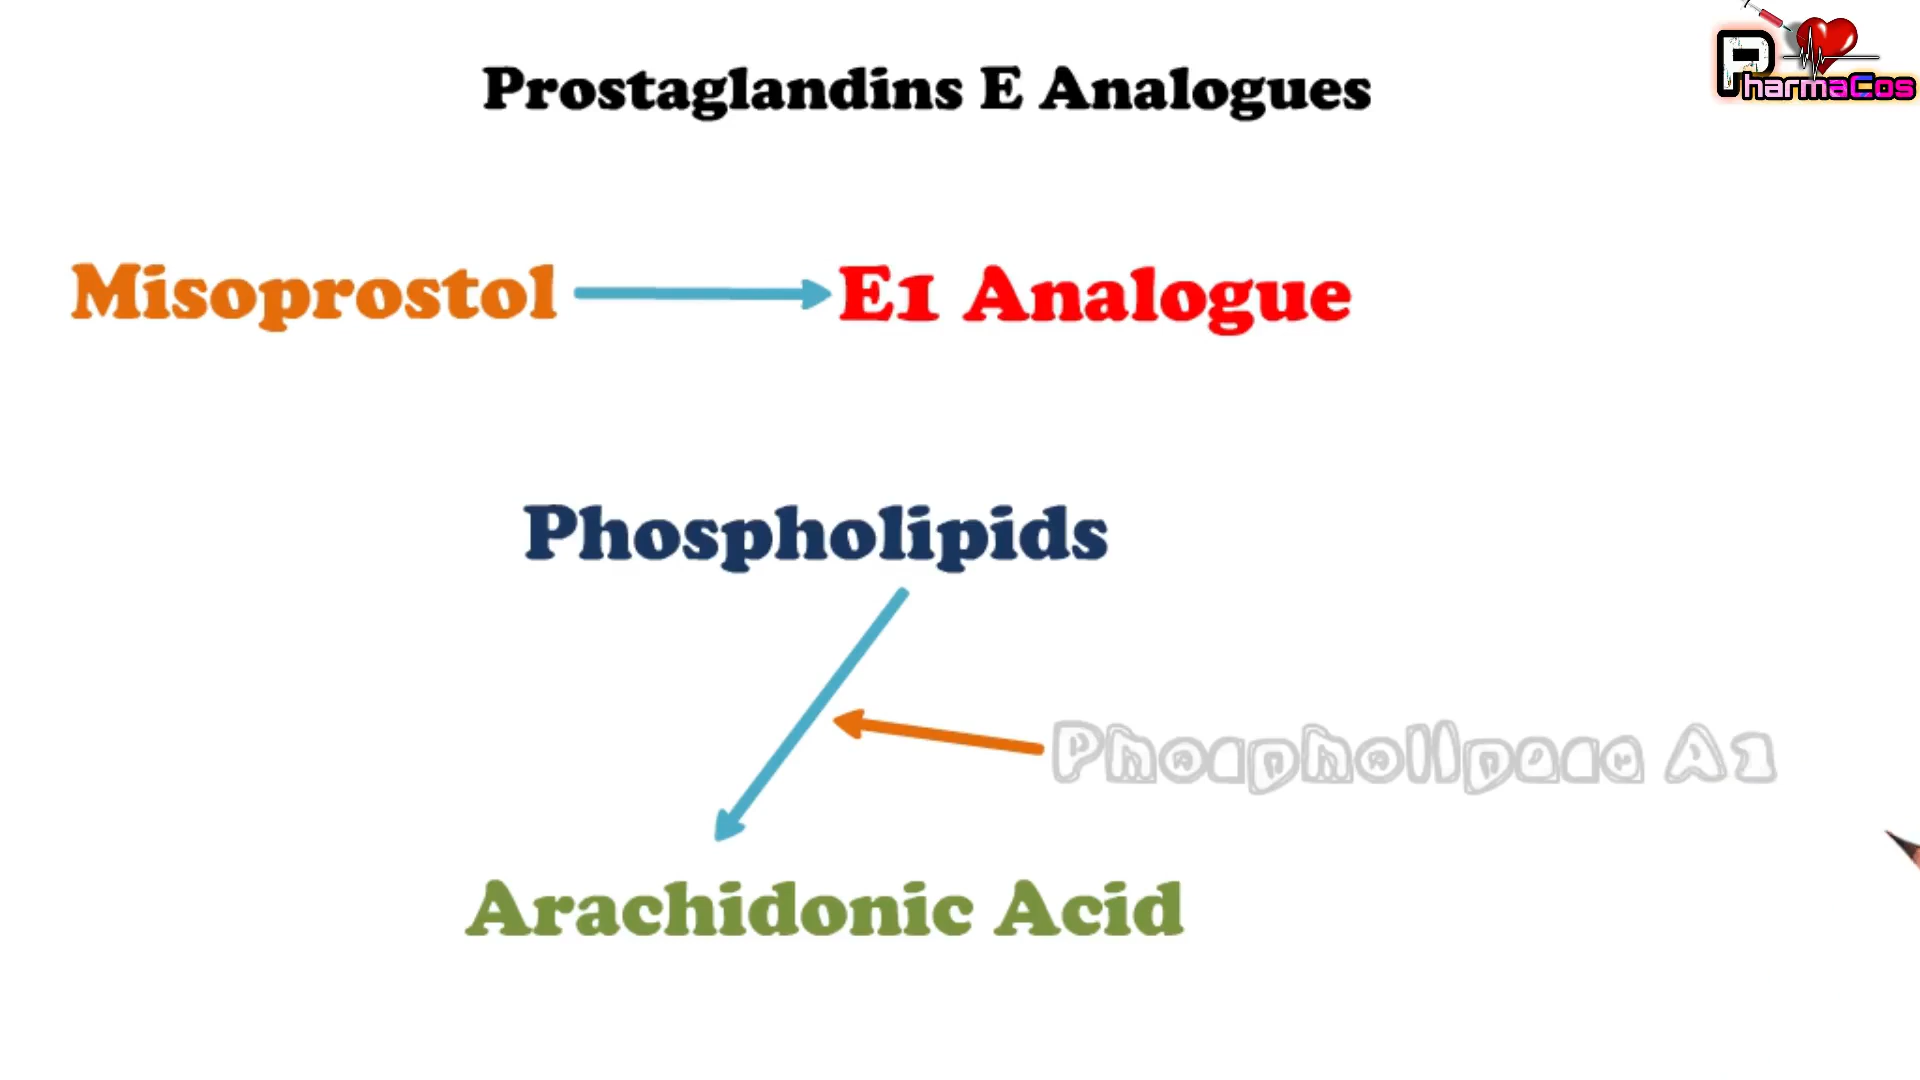 PharmaCos
Prostaglandins E Analogues
Misoprostol
E1 Analogue
Phospholipids
Phospholipase A2
Arachidonic Acid